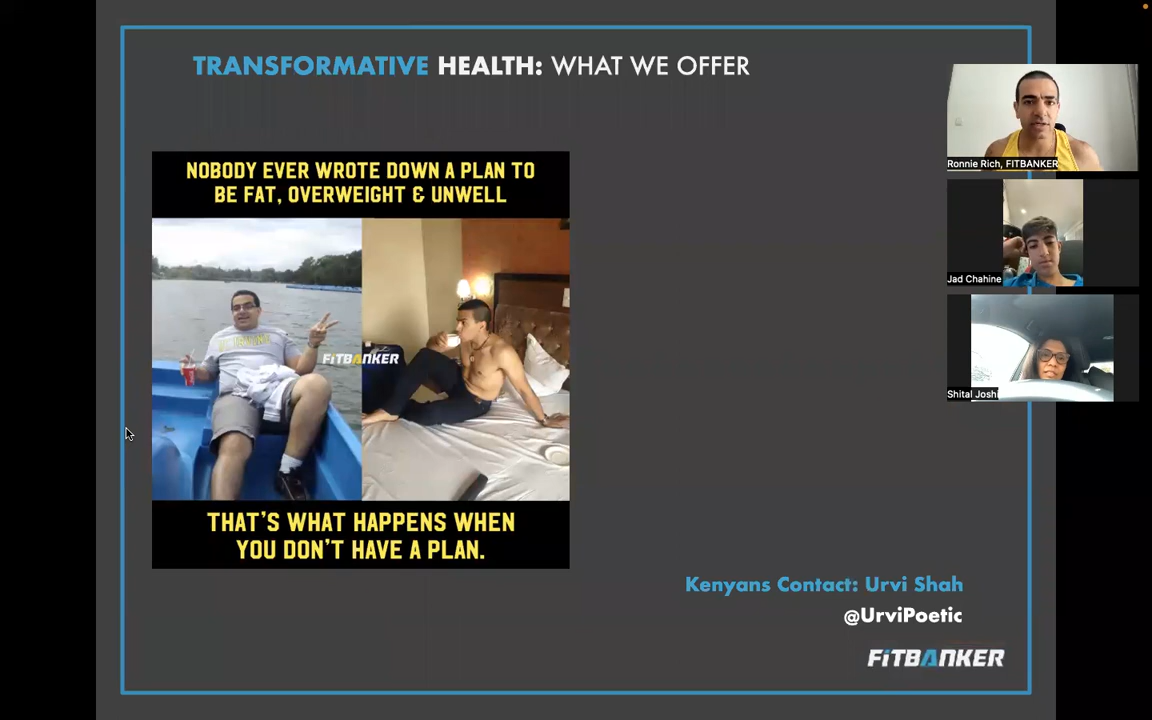 TRANSFORMATIVE HEALTH: WHAT WE OFFER
NOBODY EVER WROTE DOWN A PLAN TO
BE FAT, OVERWEIGHT & UNWELL
FiTBANKER
THAT'S WHAT HAPPENS WHEN
YOU DON'T HAVE A PLAN.
Kenyans Contact: Urvi Shah
@UrviPoetic
FiTBANKER
Ronnie Rich, FITBANKER
Jad Chahine
Shital Joshi